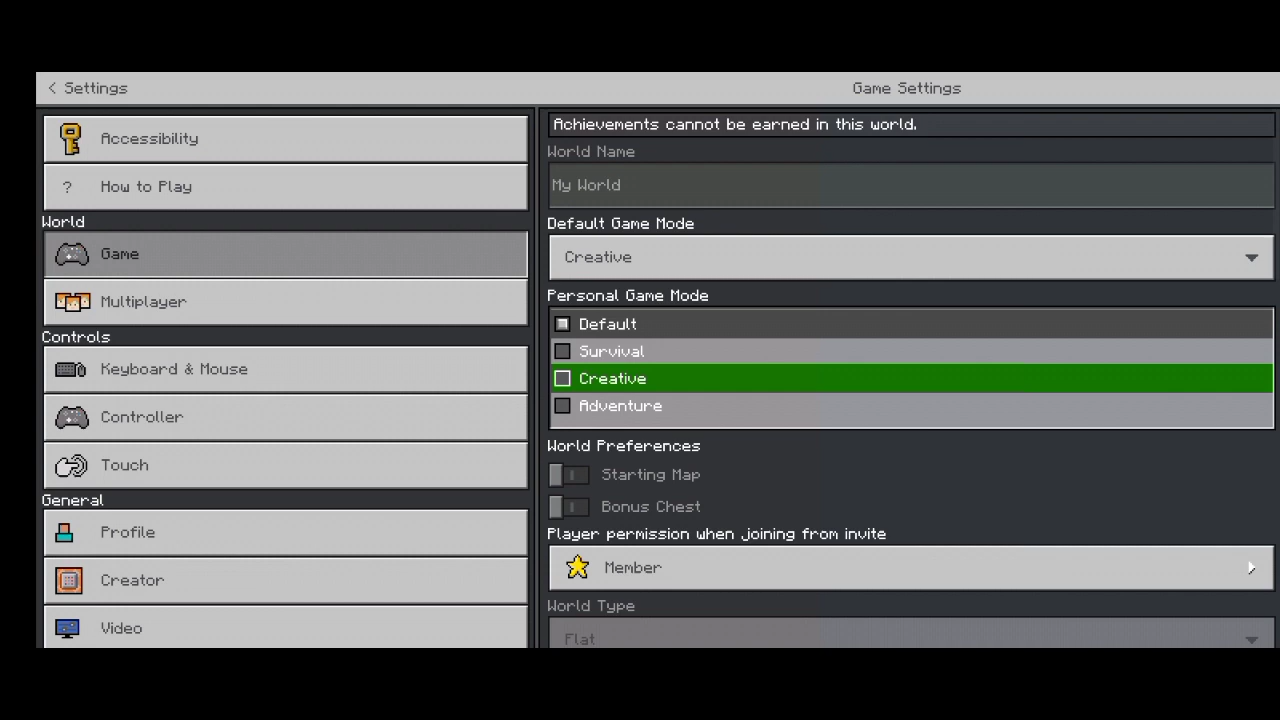 Settings
Game Settings
Accessibility
? How to Play
World
Game
Multiplayer
Controls
Keyboard & Mouse
Controller
Touch
General
Profile
Creator
Video
Achievements cannot be earned in this world.
World Name
My World
Default Game Mode
Creative
Personal Game Mode
Default
Survival
Creative
Adventure
World Preferences
Starting Map
Bonus Chest
Player permission when joining from invite
Member
World Type
Flat